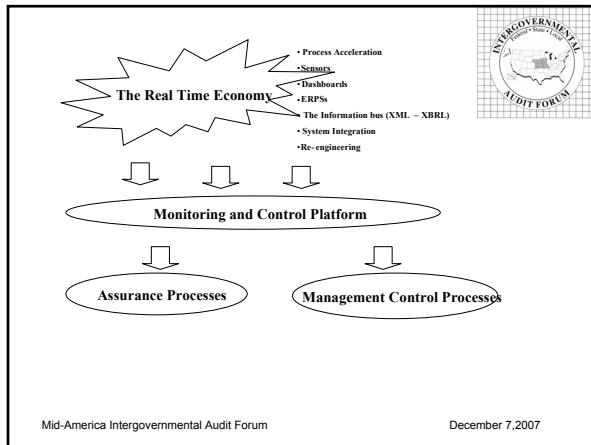 INTERGOVERNMENTAL
Federal • State • Local
AUDIT FORUM
• Process Acceleration
•Sensors
•Dashboards
•ERPSs
• The Information bus (XML – XBRL)
•System Integration
•Re- engineering
The Real Time Economy
Monitoring and Control Platform
Assurance Processes
Management Control Processes
Mid-America Intergovernmental Audit Forum
December 7,2007